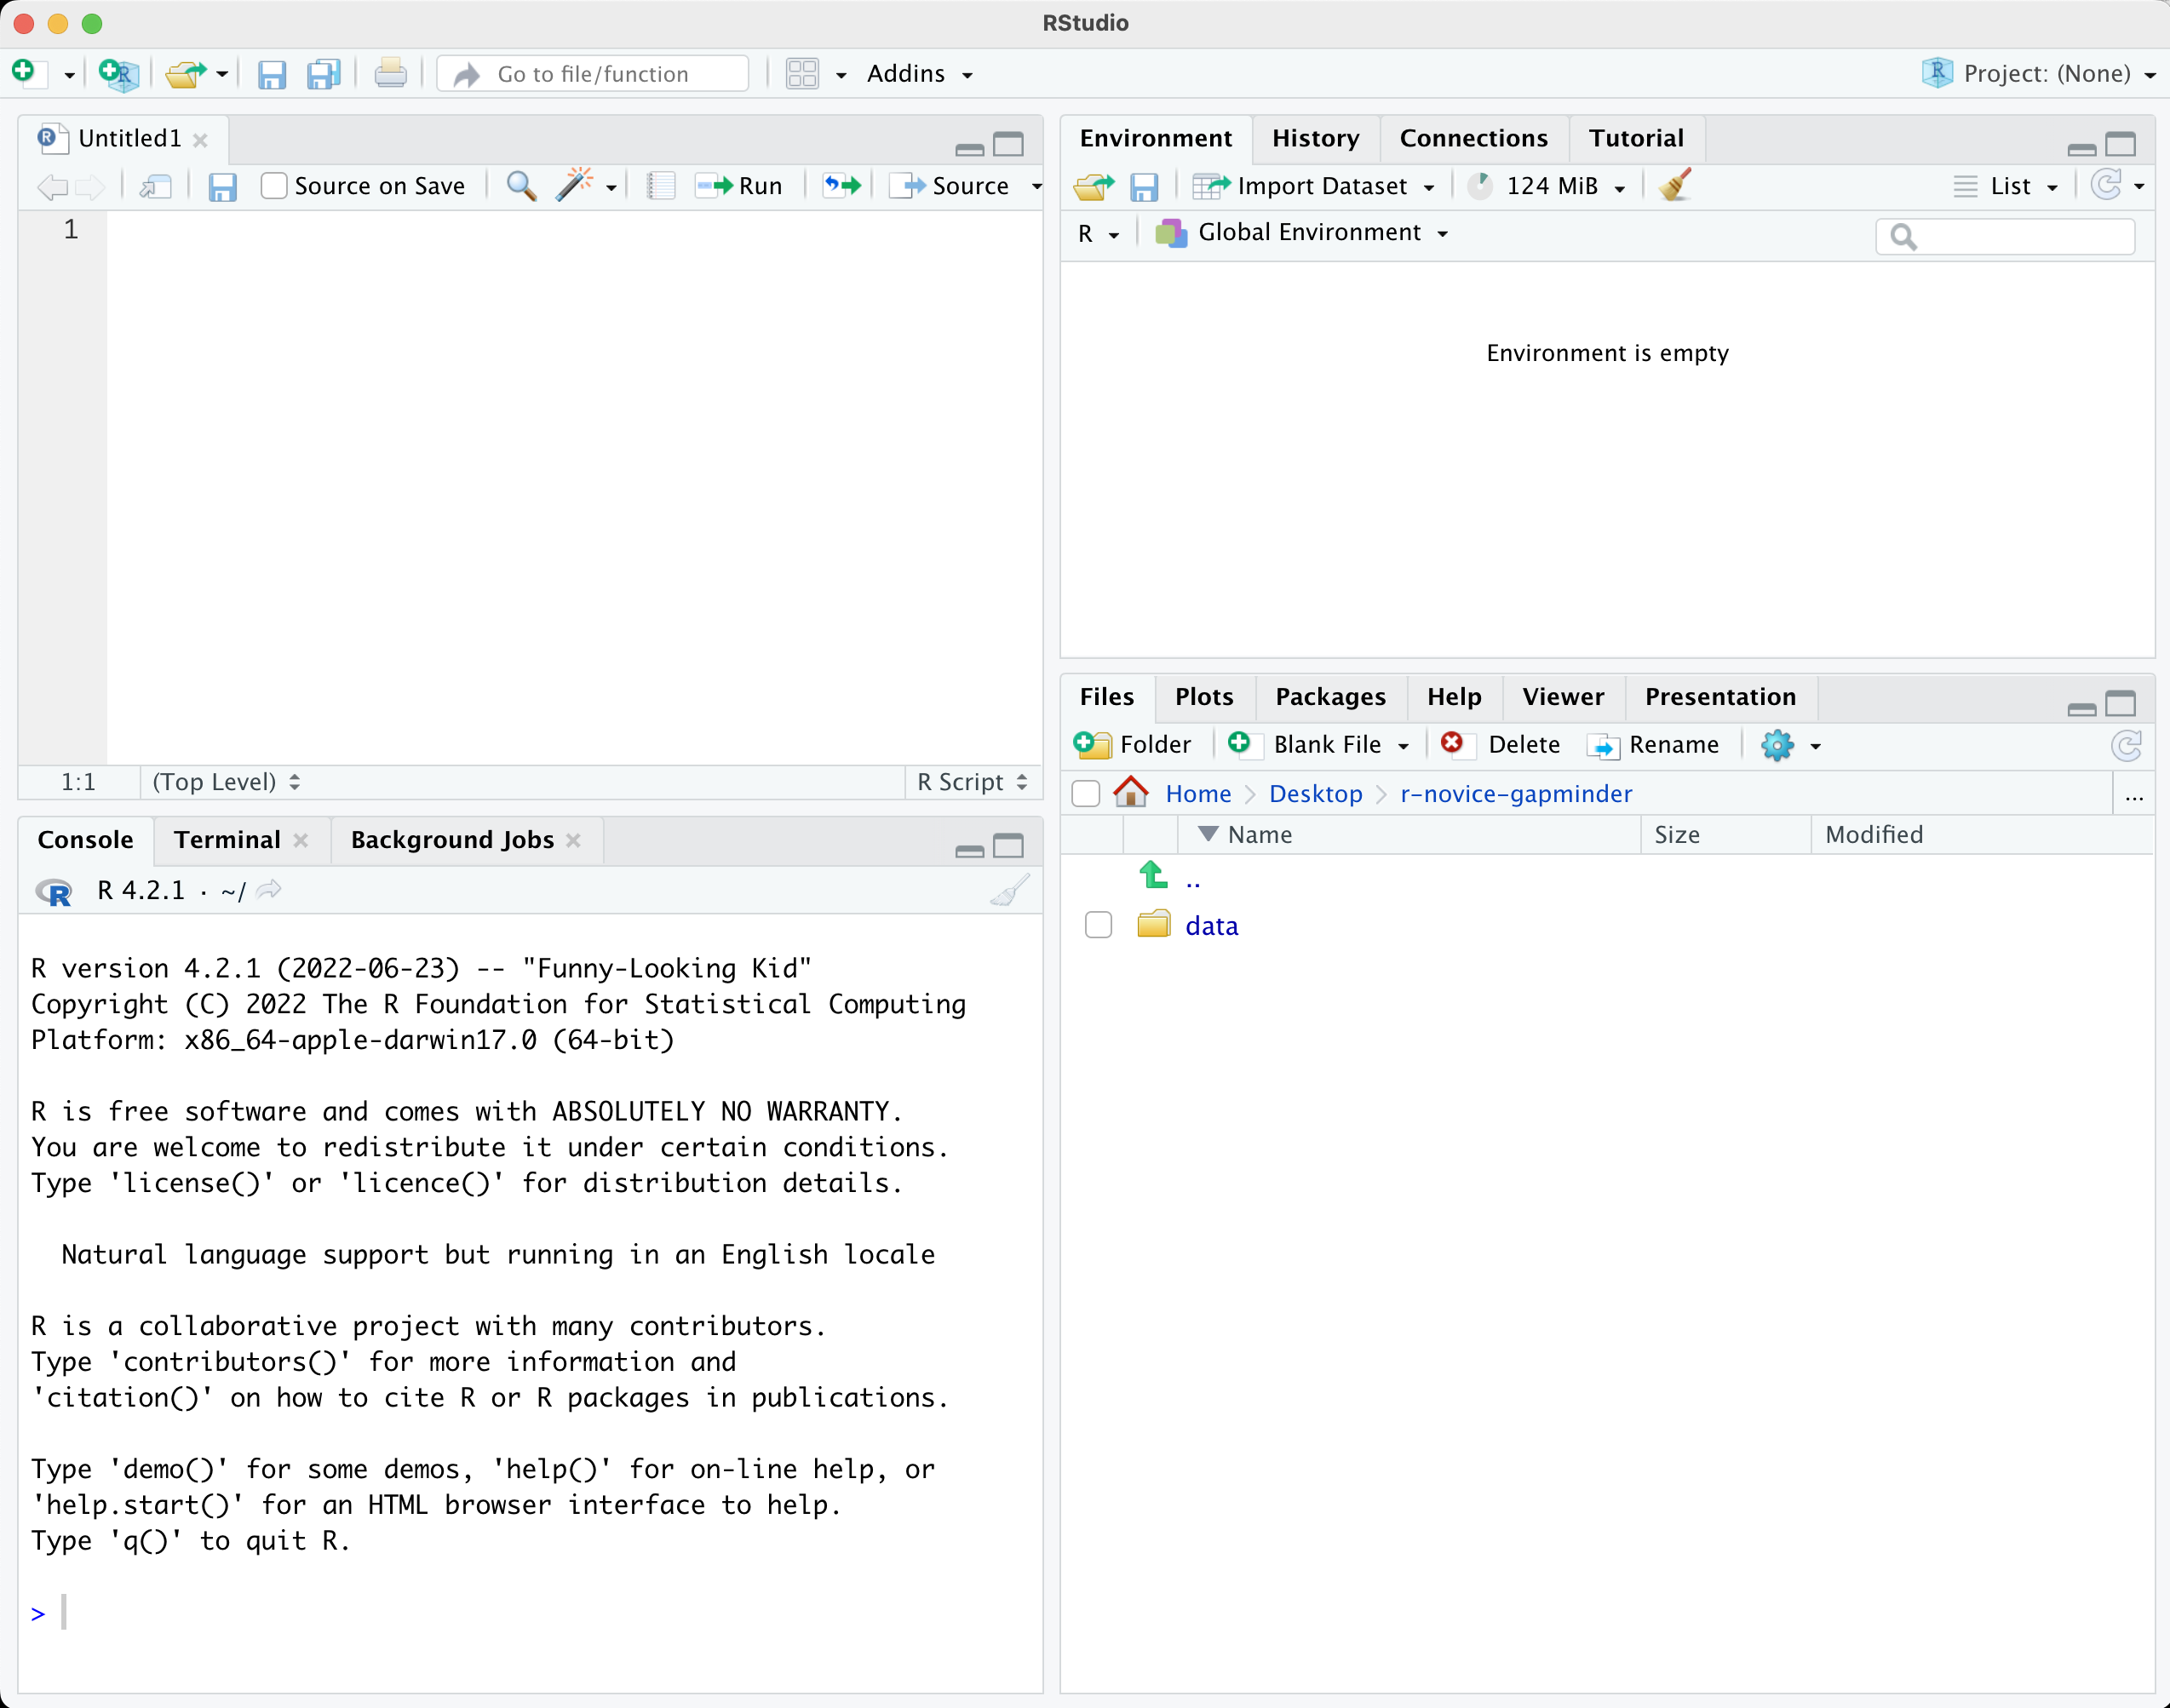 RStudio
Go to file/function
Addins
Project: (None)
Untitled1
Source on Save
Run
Source
1
1:1
(Top Level)
R Script
Console
Terminal
Background Jobs
R 4.2.1 · ~/
R version 4.2.1 (2022-06-23) -- "Funny-Looking Kid"
Copyright (C) 2022 The R Foundation for Statistical Computing
Platform: x86_64-apple-darwin17.0 (64-bit)
R is free software and comes with ABSOLUTELY NO WARRANTY.
You are welcome to redistribute it under certain conditions.
Type 'license()' or 'licence()' for distribution details.
Natural language support but running in an English locale
R is a collaborative project with many contributors.
Type 'contributors()' for more information and
'citation()' on how to cite R or R packages in publications.
Type 'demo()' for some demos, 'help()' for on-line help, or
'help.start()' for an HTML browser interface to help.
Type 'q()' to quit R.
>
Environment
History
Connections
Tutorial
Import Dataset
124 MiB
List
R
Global Environment
Environment is empty
Files
Plots
Packages
Help
Viewer
Presentation
Folder
Blank File
Delete
Rename
Home > Desktop > r-novice-gapminder
...
Name
Size
Modified
..
data